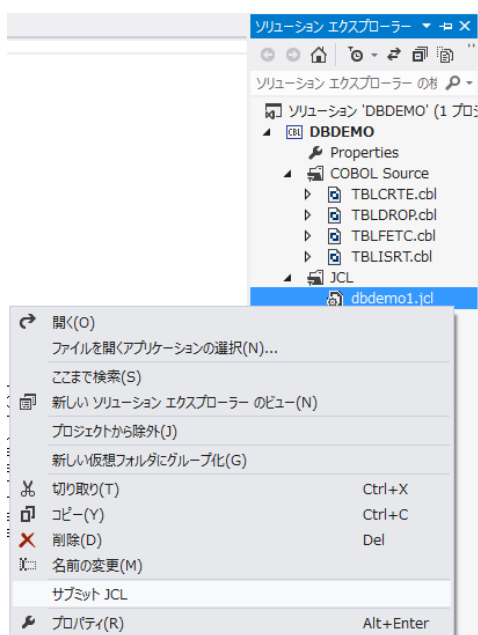 ソリューション エクスプローラー
ソリューション エクスプローラー の検
ソリューション 'DBDEMO' (1 プロ
DBDEMO
Properties
COBOL Source
TBLCRTE.cbl
TBLDROP.cbl
TBLFETC.cbl
TBLISRT.cbl
JCL
dbdemo1.jcl
開く(O)
ファイルを開くアプリケーションの選択(N)...
ここまで検索(S)
新しい ソリューション エクスプローラー のビュー(N)
プロジェクトから除外(J)
新しい仮想フォルダにグループ化(G)
切り取り(T) Ctrl+X
コピー(Y) Ctrl+C
削除(D) Del
名前の変更(M)
サブミット JCL
プロパティ(R) Alt+Enter